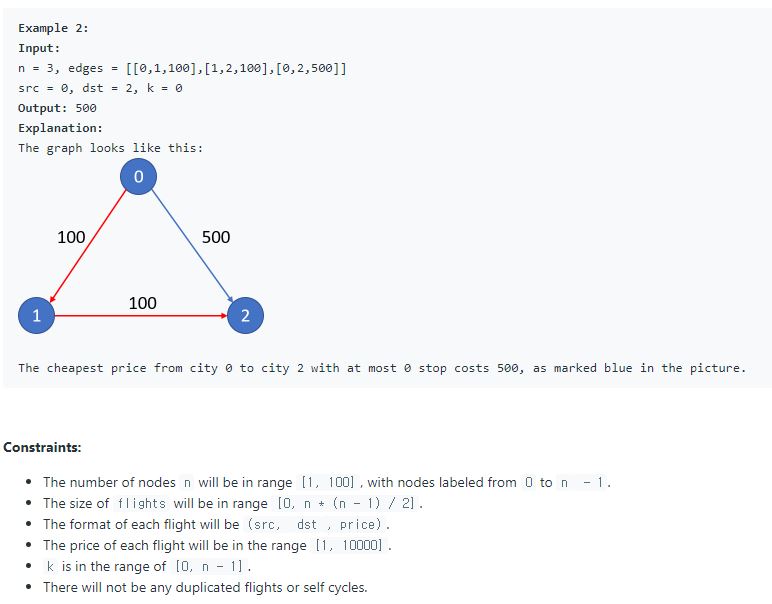 Example 2:
Input:
n = 3, edges = [[0,1,100],[1,2,100],[0,2,500]]
src = 0, dst = 2, k = 0
Output: 500
Explanation:
The graph looks like this:
0
100
500
100
1
2
The cheapest price from city 0 to city 2 with at most 0 stop costs 500, as marked blue in the picture.
Constraints:
• The number of nodes n will be in range [1, 100] , with nodes labeled from 0 to n - 1 .
• The size of flights will be in range [0, n * (n - 1) / 2] .
• The format of each flight will be (src, dst , price) .
• The price of each flight will be in the range [1, 10000] .
• k is in the range of [0, n - 1] .
• There will not be any duplicated flights or self cycles.